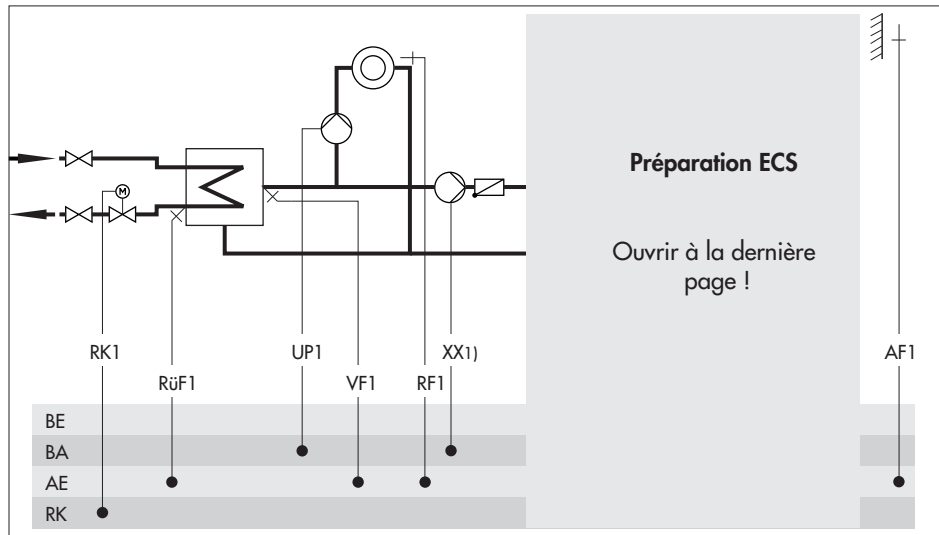 M
Préparation ECS
Ouvrir à la dernière
page !
RK1
UP1
XX1)
AF1
RüF1
VF1
RF1
BE
BA
AE
RK